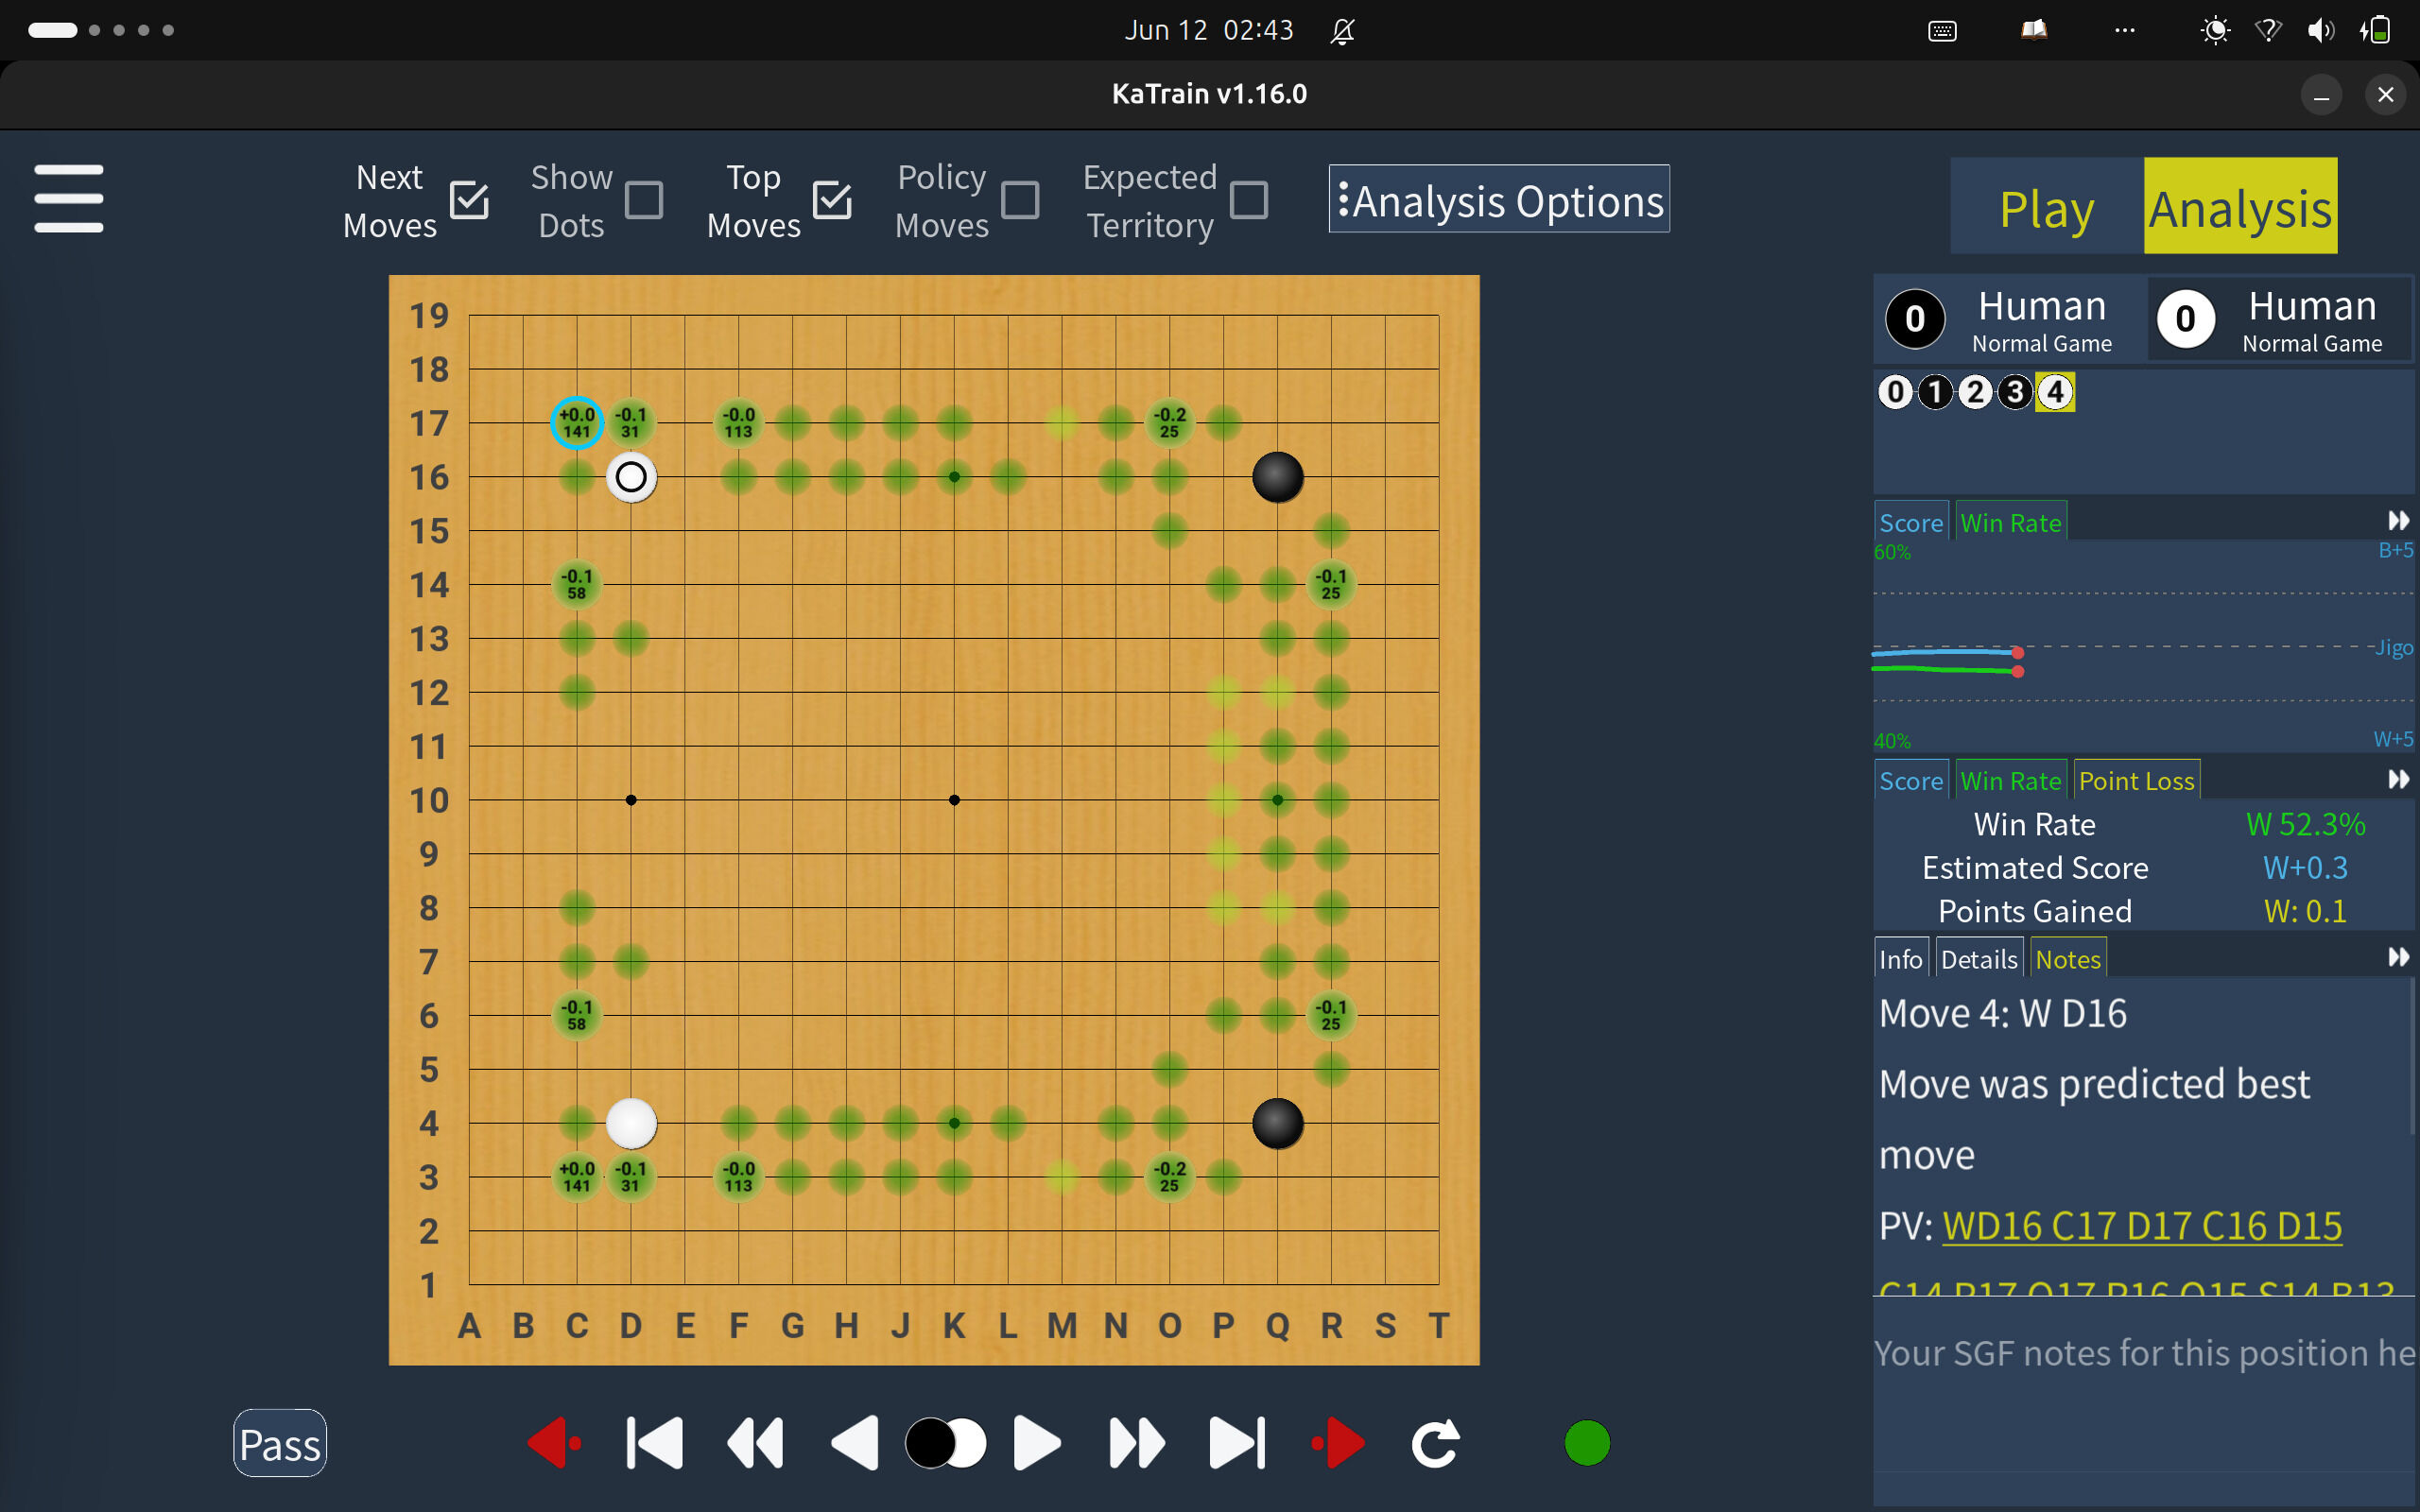 Jun 12 02:43
KaTrain v1.16.0
Next Moves
Show Dots
Top Moves
Policy Moves
Expected Territory
Analysis Options
Play
Analysis
0 Human Normal Game
0 Human Normal Game
0 1 2 3 4
Score Win Rate
60% B+5
Jigo
40% W+5
Score Win Rate Point Loss
Win Rate W 52.3%
Estimated Score W+0.3
Points Gained W: 0.1
Info Details Notes
Move 4: W D16
Move was predicted best
move
PV: WD16 C17 D17 C16 D15
Your SGF notes for this position he
19
18
17 +0.0 141 -0.1 31 -0.0 113 -0.2 25
16
15
14 -0.1 58 -0.1 25
13
12
11
10
9
8
7
6 -0.1 58 -0.1 25
5
4
3 +0.0 141 -0.1 31 -0.0 113 -0.2 25
2
1
A B C D E F G H J K L M N O P Q R S T
Pass